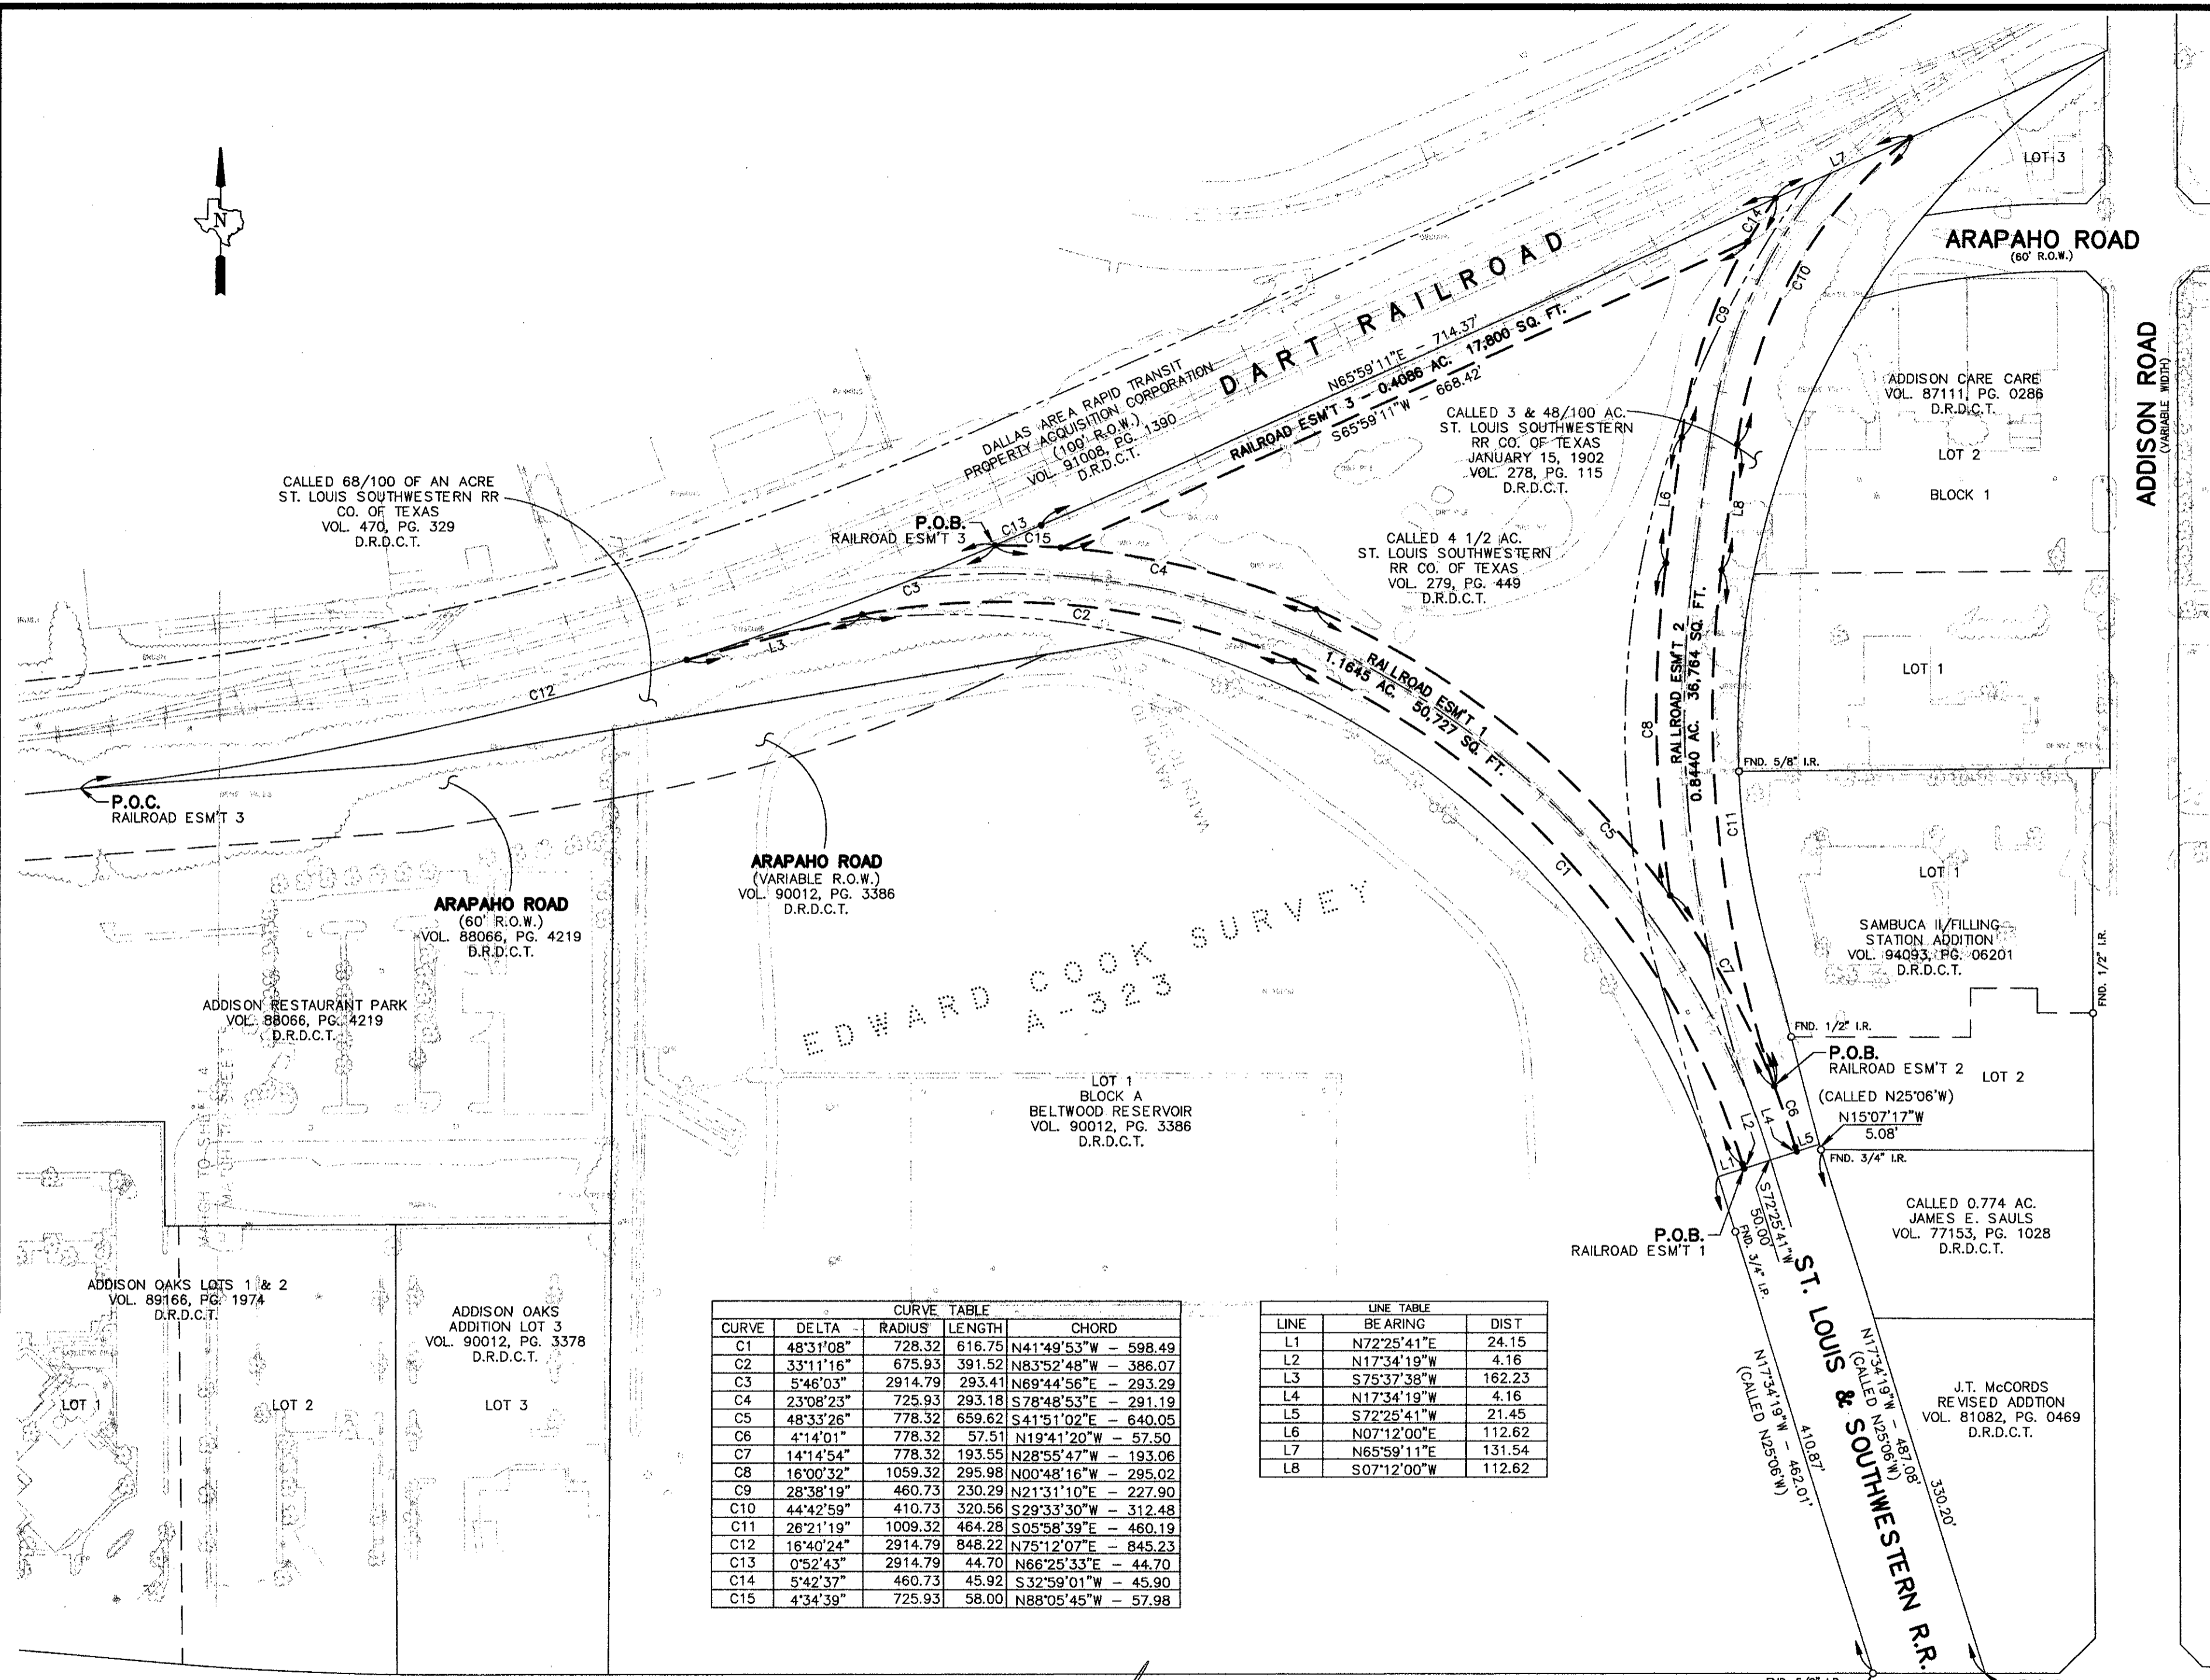 N
LOT 3
ARAPAHO ROAD
(60' R.O.W.)
ADDISON ROAD
(VARIABLE WIDTH)
L7
C14
C10
C9
DART RAILROAD
N65°59'11"E - 714.37'
RAILROAD ESM'T 3 - 0.4086 AC. 17,800 SQ. FT.
S65°59'11"W - 668.42'
DALLAS AREA RAPID TRANSIT
PROPERTY ACQUISITION CORPORATION
(100' R.O.W.)
VOL. 91008, PG. 1390
D.R.D.C.T.
CALLED 3 & 48/100 AC.
ST. LOUIS SOUTHWESTERN
RR CO. OF TEXAS
JANUARY 15, 1902
VOL. 278, PG. 115
D.R.D.C.T.
ADDISON CARE CARE
VOL. 87111, PG. 0286
D.R.D.C.T.
LOT 2
BLOCK 1
CALLED 68/100 OF AN ACRE
ST. LOUIS SOUTHWESTERN RR
CO. OF TEXAS
VOL. 470, PG. 329
D.R.D.C.T.
P.O.B.
RAILROAD ESM'T 3
C13
C15
L6
L8
CALLED 4 1/2 AC.
ST. LOUIS SOUTHWESTERN
RR CO. OF TEXAS
VOL. 279, PG. 449
D.R.D.C.T.
C4
C3
C2
L3
C12
RAILROAD ESM'T 1
1.1645 AC. 50,727 SQ. FT.
RAILROAD ESM'T 2
0.8440 AC. 36,764 SQ. FT.
C8
LOT 1
FND. 5/8" I.R.
C11
C5
C1
P.O.C.
RAILROAD ESM'T 3
ARAPAHO ROAD
(60' R.O.W.)
VOL. 88066, PG. 4219
D.R.D.C.T.
ARAPAHO ROAD
(VARIABLE R.O.W.)
VOL. 90012, PG. 3386
D.R.D.C.T.
LOT 1
SAMBUCA II/FILLING
STATION ADDITION
VOL. 94093, PG. 06201
D.R.D.C.T.
FND. 1/2" I.R.
C7
EDWARD COOK SURVEY
A-323
ADDISON RESTAURANT PARK
VOL. 88066, PG. 4219
D.R.D.C.T.
FND. 1/2" I.R.
P.O.B.
RAILROAD ESM'T 2
LOT 2
(CALLED N25°06'W)
N15°07'17"W
5.08'
L2
L4
C6
L5
L1
FND. 3/4" I.R.
LOT 1
BLOCK A
BELTWOOD RESERVOIR
VOL. 90012, PG. 3386
D.R.D.C.T.
S72°25'41"W
50.00'
P.O.B.
RAILROAD ESM'T 1
FND. 3/4" I.P.
CALLED 0.774 AC.
JAMES E. SAULS
VOL. 77153, PG. 1028
D.R.D.C.T.
MATCH TO SHEET 4
ADDISON OAKS LOTS 1 & 2
VOL. 89166, PG. 1974
D.R.D.C.T.
LOT 1
LOT 2
ADDISON OAKS
ADDITION LOT 3
VOL. 90012, PG. 3378
D.R.D.C.T.
LOT 3
CURVE TABLE
CURVE DELTA RADIUS LENGTH CHORD
C1 48°31'08" 728.32 616.75 N41°49'53"W - 598.49
C2 33°11'16" 675.93 391.52 N83°52'48"W - 386.07
C3 5°46'03" 2914.79 293.41 N69°44'56"E - 293.29
C4 23°08'23" 725.93 293.18 S78°48'53"E - 291.19
C5 48°33'26" 778.32 659.62 S41°51'02"E - 640.05
C6 4°14'01" 778.32 57.51 N19°41'20"W - 57.50
C7 14°14'54" 778.32 193.55 N28°55'47"W - 193.06
C8 16°00'32" 1059.32 295.98 N00°48'16"W - 295.02
C9 28°38'19" 460.73 230.29 N21°31'10"E - 227.90
C10 44°42'59" 410.73 320.56 S29°33'30"W - 312.48
C11 26°21'19" 1009.32 464.28 S05°58'39"E - 460.19
C12 16°40'24" 2914.79 848.22 N75°12'07"E - 845.23
C13 0°52'43" 2914.79 44.70 N66°25'33"E - 44.70
C14 5°42'37" 460.73 45.92 S32°59'01"W - 45.90
C15 4°34'39" 725.93 58.00 N88°05'45"W - 57.98
LINE TABLE
LINE BEARING DIST
L1 N72°25'41"E 24.15
L2 N17°34'19"W 4.16
L3 S75°37'38"W 162.23
L4 N17°34'19"W 4.16
L5 S72°25'41"W 21.45
L6 N07°12'00"E 112.62
L7 N65°59'11"E 131.54
L8 S07°12'00"W 112.62
ST. LOUIS & SOUTHWESTERN R.R.
410.87'
N17°34'19"W - 462.01'
(CALLED N25°06'W)
N17°34'19"W - 487.08'
(CALLED N25°06'W)
330.20'
J.T. McCORDS
REVISED ADDTION
VOL. 81082, PG. 0469
D.R.D.C.T.